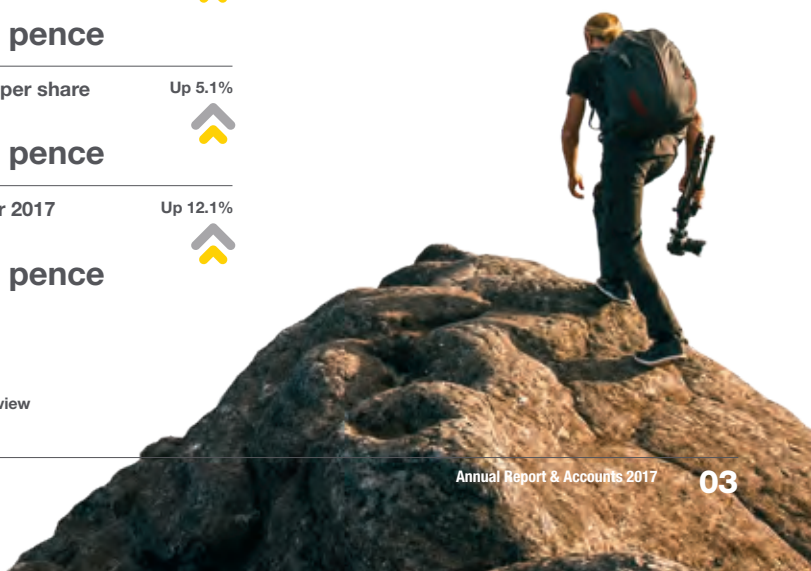 pence
per share Up 5.1%
pence
r 2017 Up 12.1%
pence
view
Annual Report & Accounts 2017 03